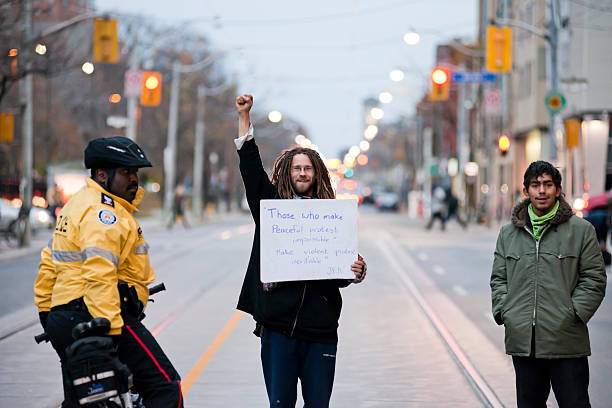 "Those who make
Peaceful protest
impossible
make violent protest
inevitable"
JFK